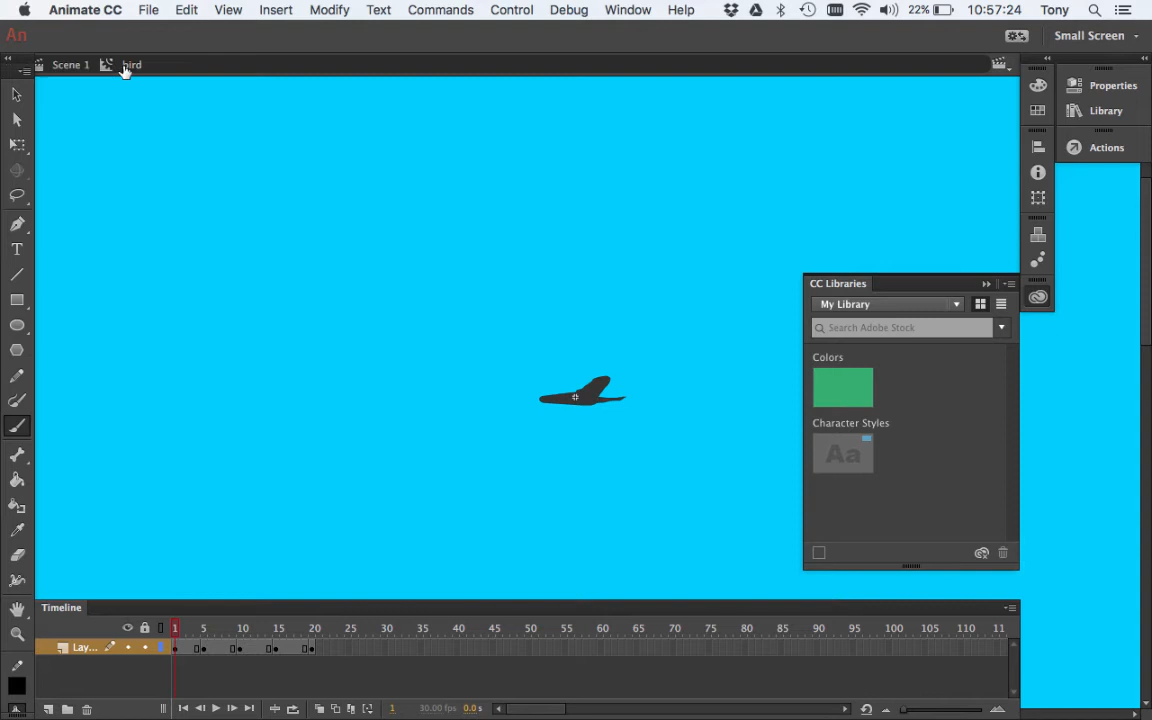 Animate CC File Edit View Insert Modify Text Commands Control Debug Window Help 22% 10:57:24 Tony
An Small Screen
Scene 1 bird
Properties
Library
Actions
CC Libraries
My Library
Search Adobe Stock
Colors
Character Styles
Aa
Timeline
1 5 10 15 20 25 30 35 40 45 50 55 60 65 70 75 80 85 90 95 100 105 110 11
Lay...
1 30.00 fps 0.0 s